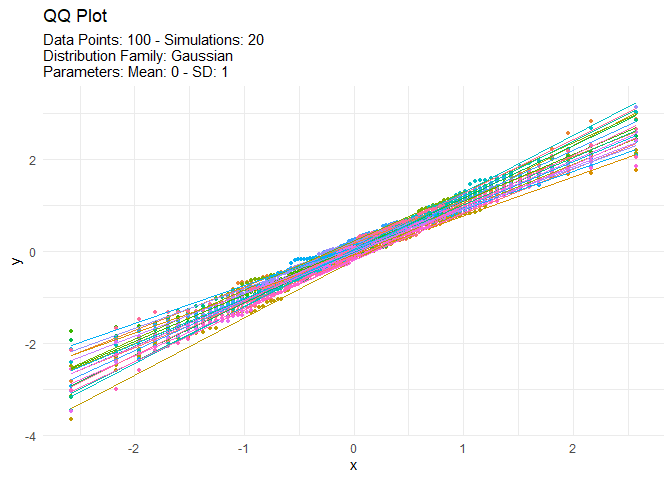 QQ Plot
Data Points: 100 - Simulations: 20
Distribution Family: Gaussian
Parameters: Mean: 0 - SD: 1
2
0
y
-2
-4
-2
-1
0
1
2
x